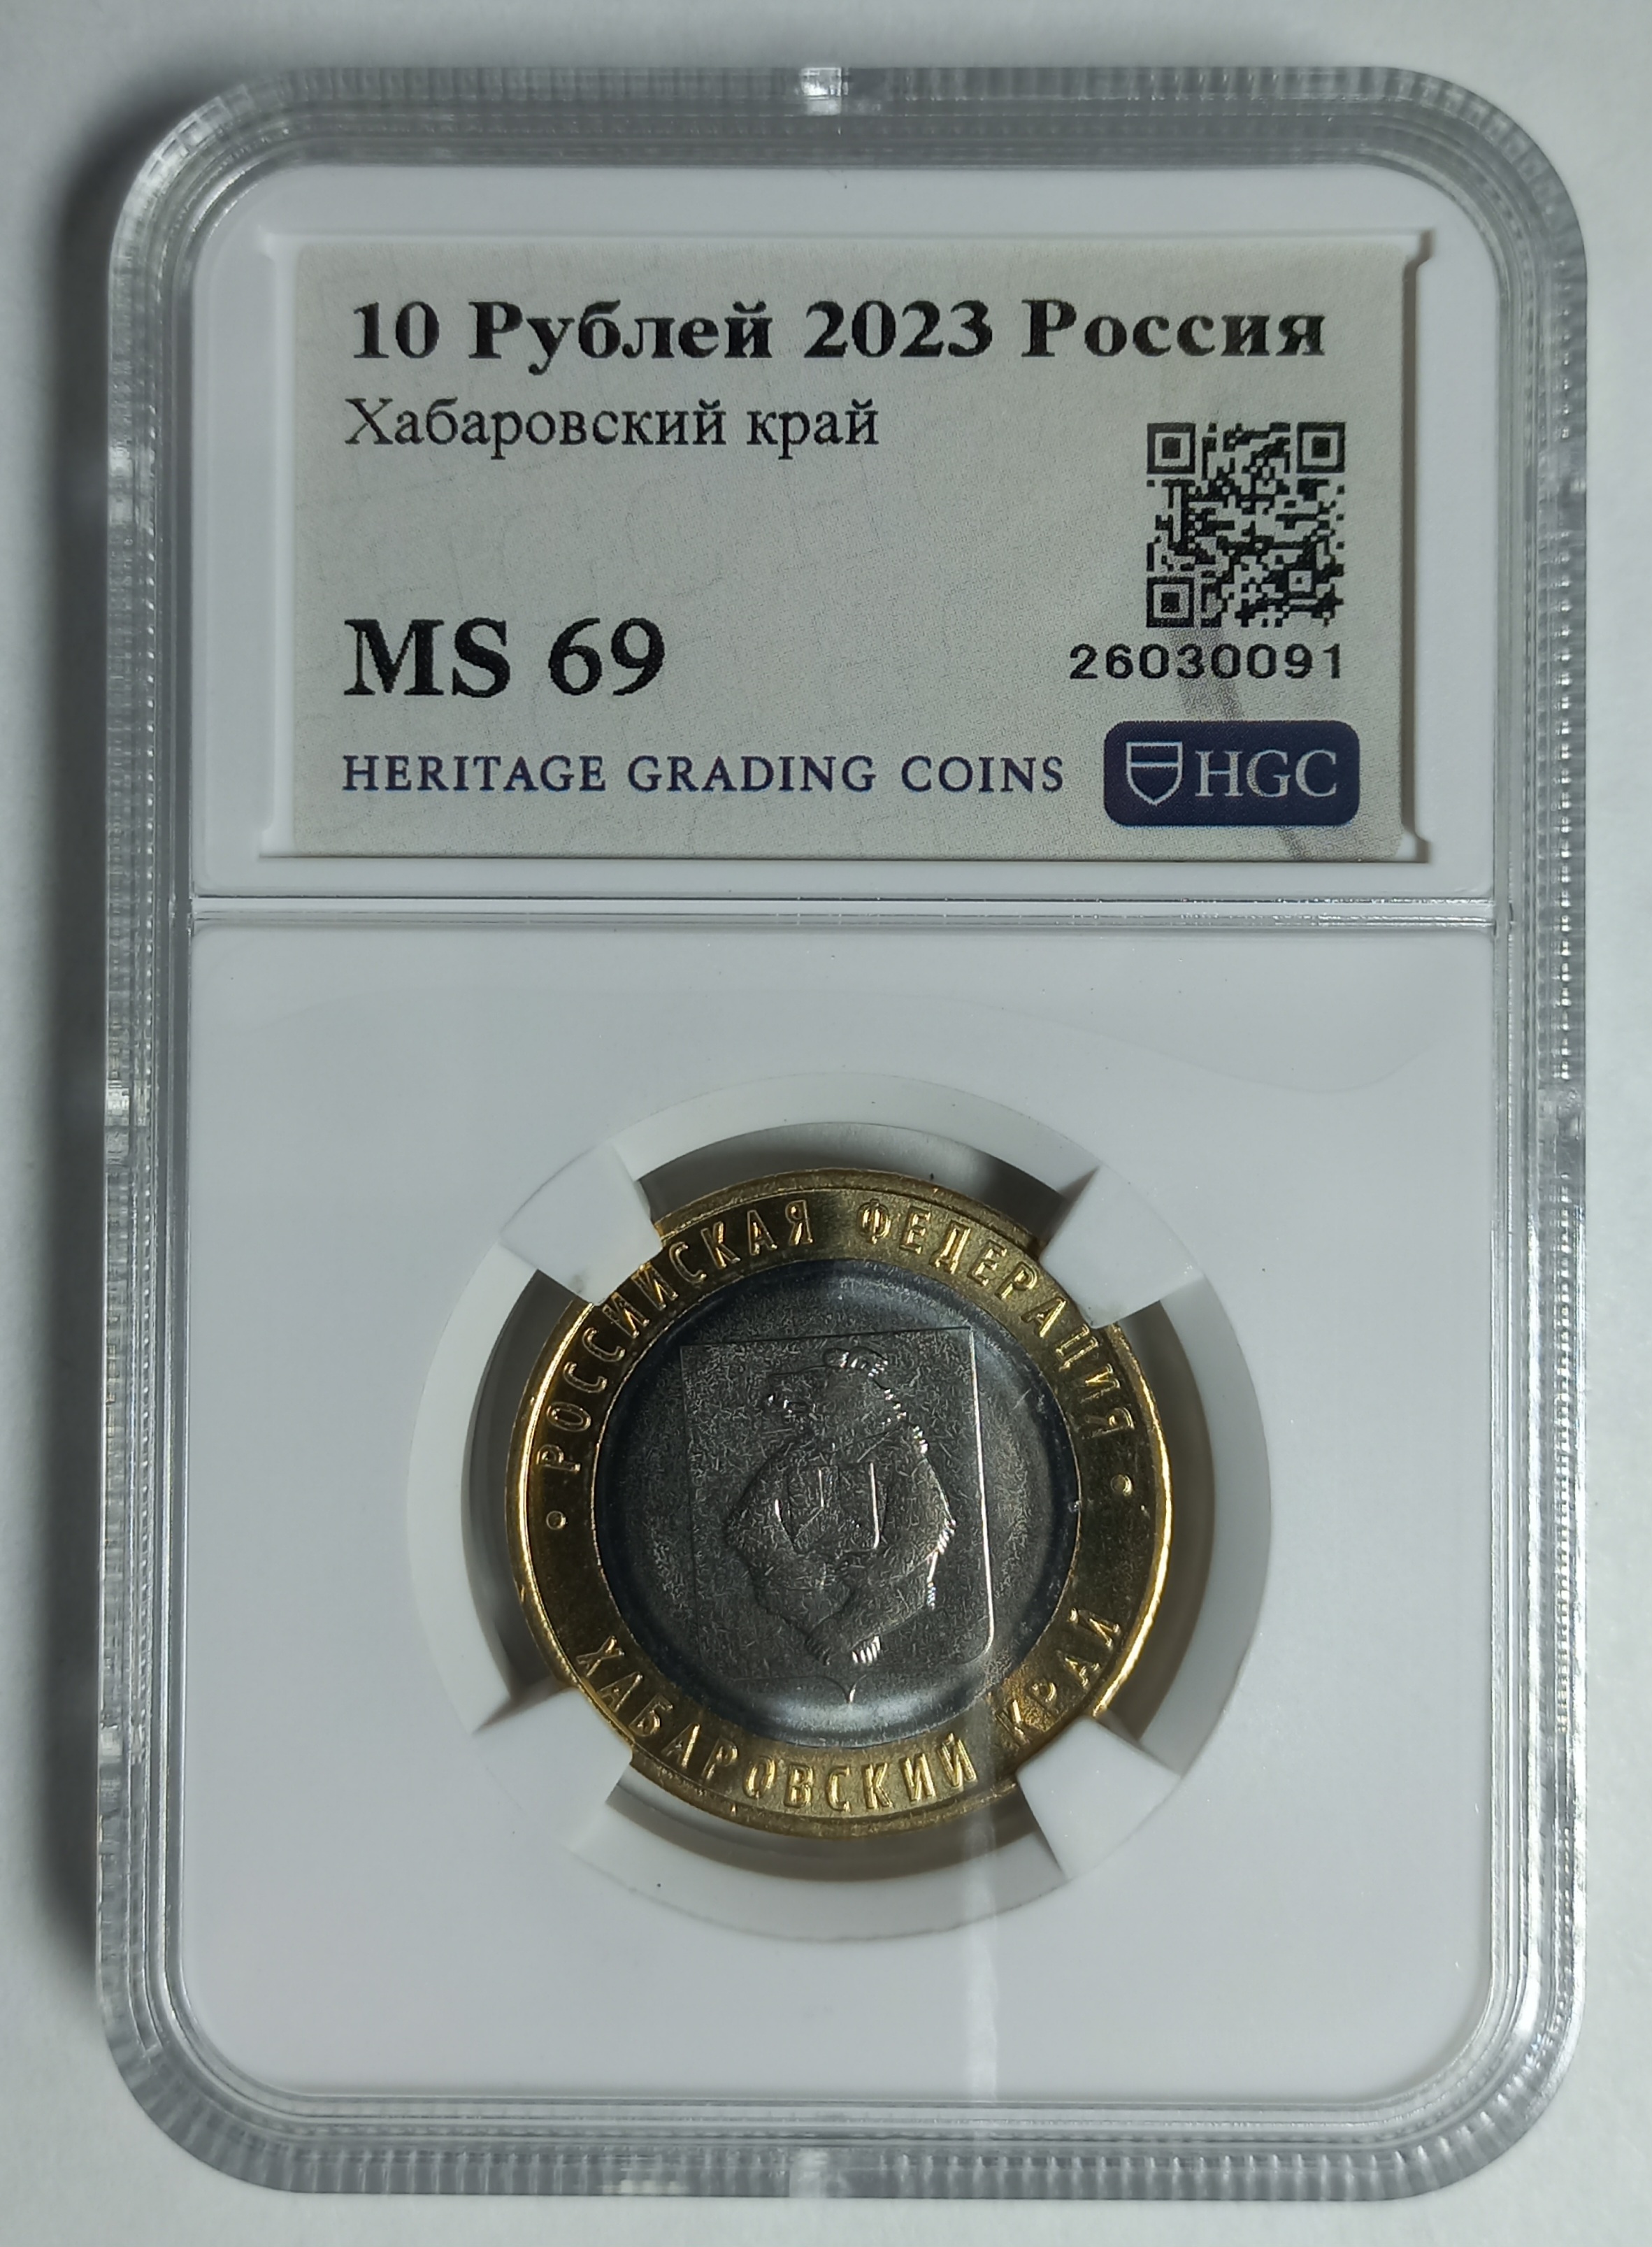 10 Рублей 2023 Россия
Хабаровский край
MS 69
26030091
HERITAGE GRADING COINS
HGC
• РОССИЙСКАЯ ФЕДЕРАЦИЯ •
ХАБАРОВСКИЙ КРАЙ